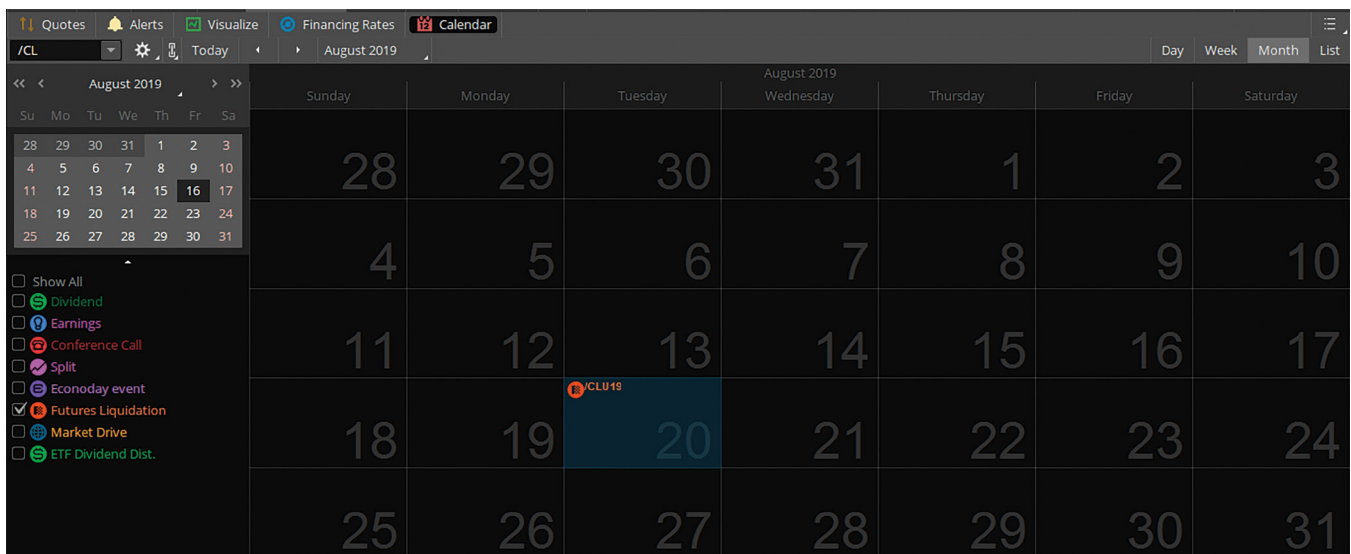 Quotes Alerts Visualize Financing Rates 12 Calendar
/CL Today August 2019 Day Week Month List
August 2019
Su Mo Tu We Th Fr Sa
28 29 30 31 1 2 3
4 5 6 7 8 9 10
11 12 13 14 15 16 17
18 19 20 21 22 23 24
25 26 27 28 29 30 31
Show All
Dividend
Earnings
Conference Call
Split
Econoday event
Futures Liquidation
Market Drive
ETF Dividend Dist.
August 2019
Sunday Monday Tuesday Wednesday Thursday Friday Saturday
28 29 30 31 1 2 3
4 5 6 7 8 9 10
11 12 13 14 15 16 17
/CLU19
18 19 20 21 22 23 24
25 26 27 28 29 30 31